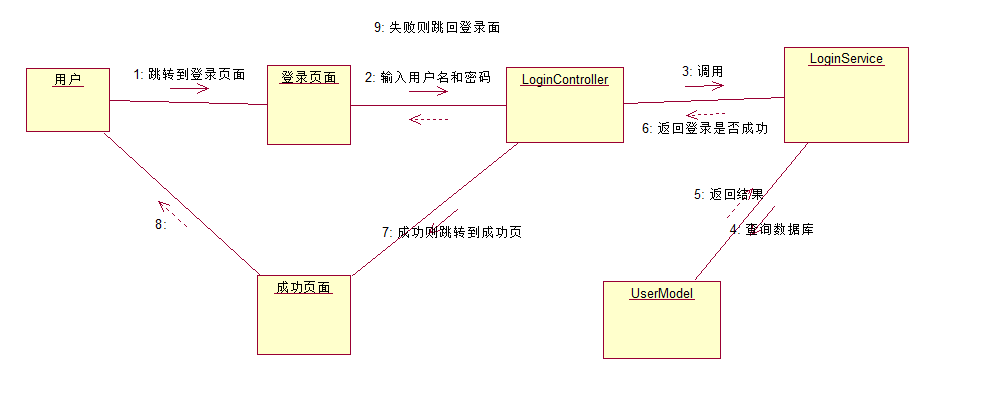 9: 失败则跳回登录面
用户
1: 跳转到登录页面
登录页面
2: 输入用户名和密码
LoginController
3: 调用
LoginService
6: 返回登录是否成功
5: 返回结果
8:
7: 成功则跳转到成功页
4: 查询数据库
成功页面
UserModel